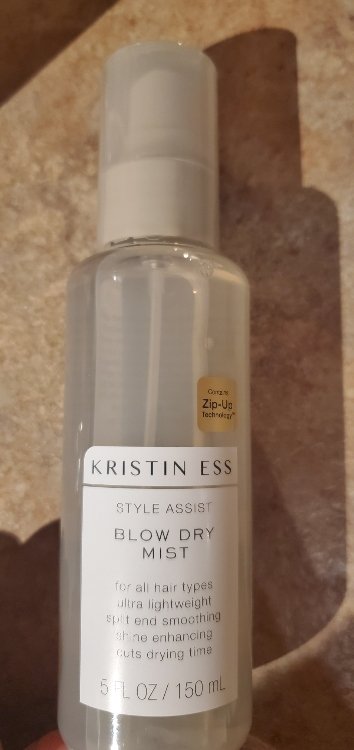 Contains
Zip-Up
Technology™
KRISTIN ESS
STYLE ASSIST
BLOW DRY
MIST
for all hair types
ultra lightweight
split end smoothing
shine enhancing
cuts drying time
5 FL OZ / 150 mL